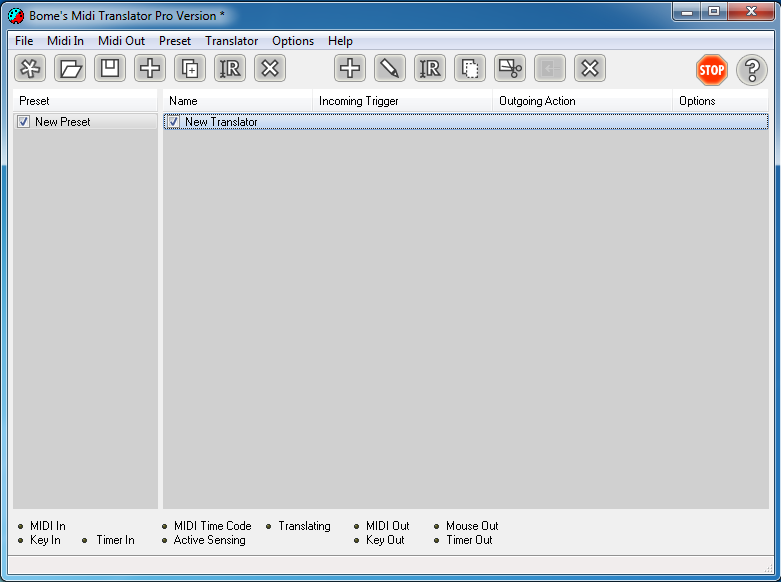 Bome's Midi Translator Pro Version *
File Midi In Midi Out Preset Translator Options Help
STOP ?
Preset Name Incoming Trigger Outgoing Action Options
New Preset New Translator
MIDI In MIDI Time Code Translating MIDI Out Mouse Out
Key In Timer In Active Sensing Key Out Timer Out